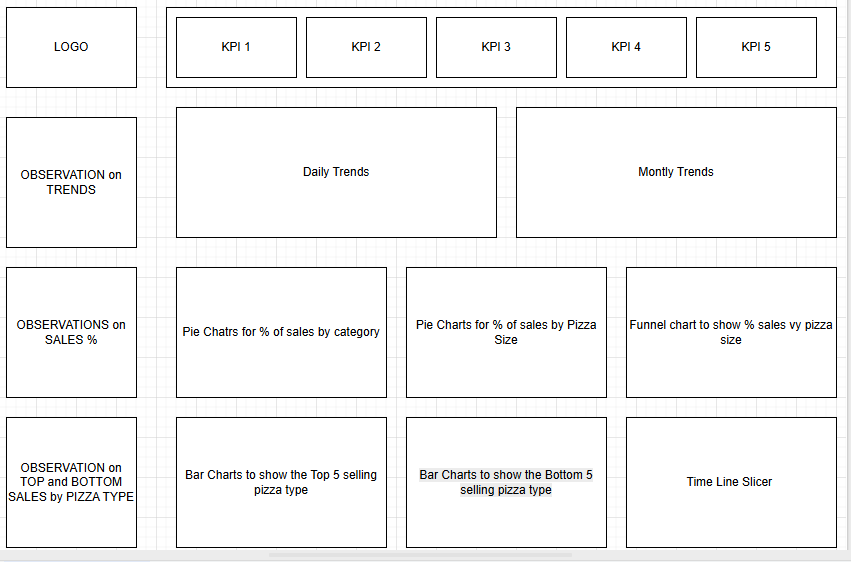 LOGO
KPI 1
KPI 2
KPI 3
KPI 4
KPI 5
OBSERVATION on
TRENDS
Daily Trends
Montly Trends
OBSERVATIONS on
SALES %
Pie Chatrs for % of sales by category
Pie Charts for % of sales by Pizza
Size
Funnel chart to show % sales vy pizza
size
OBSERVATION on
TOP and BOTTOM
SALES by PIZZA TYPE
Bar Charts to show the Top 5 selling
pizza type
Bar Charts to show the Bottom 5
selling pizza type
Time Line Slicer